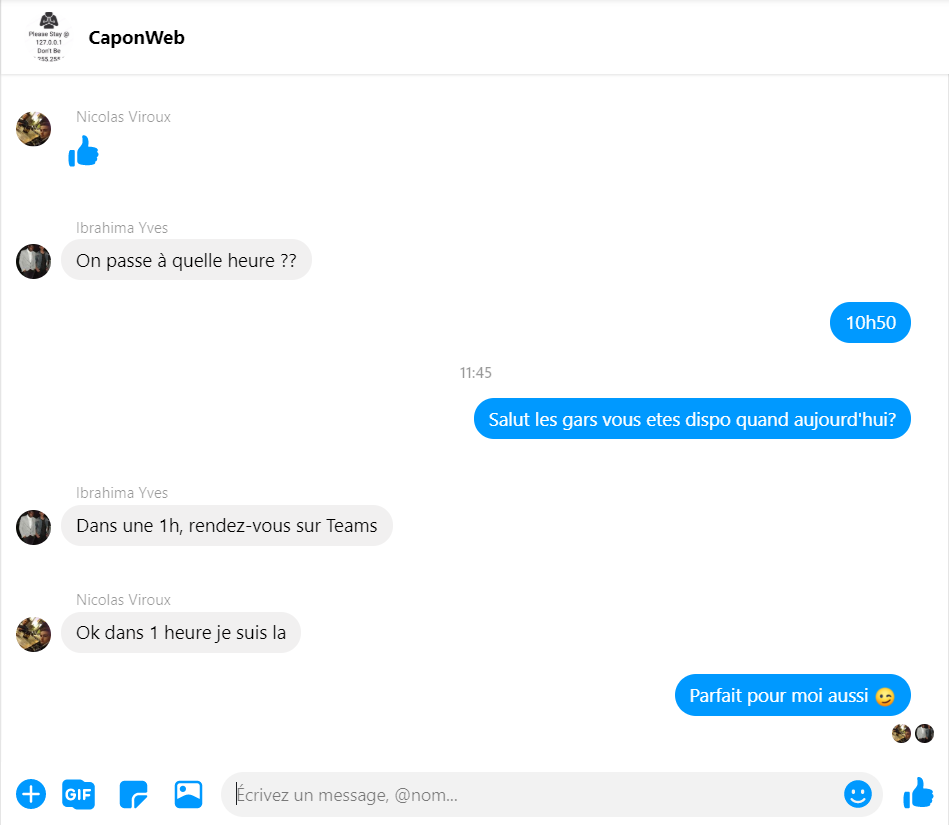 Please Stay @
127.0.0.1
Don't Be
CaponWeb
Nicolas Viroux
Ibrahima Yves
On passe à quelle heure ??
10h50
11:45
Salut les gars vous etes dispo quand aujourd'hui?
Ibrahima Yves
Dans une 1h, rendez-vous sur Teams
Nicolas Viroux
Ok dans 1 heure je suis la
Parfait pour moi aussi 😉
GIF
Écrivez un message, @nom...